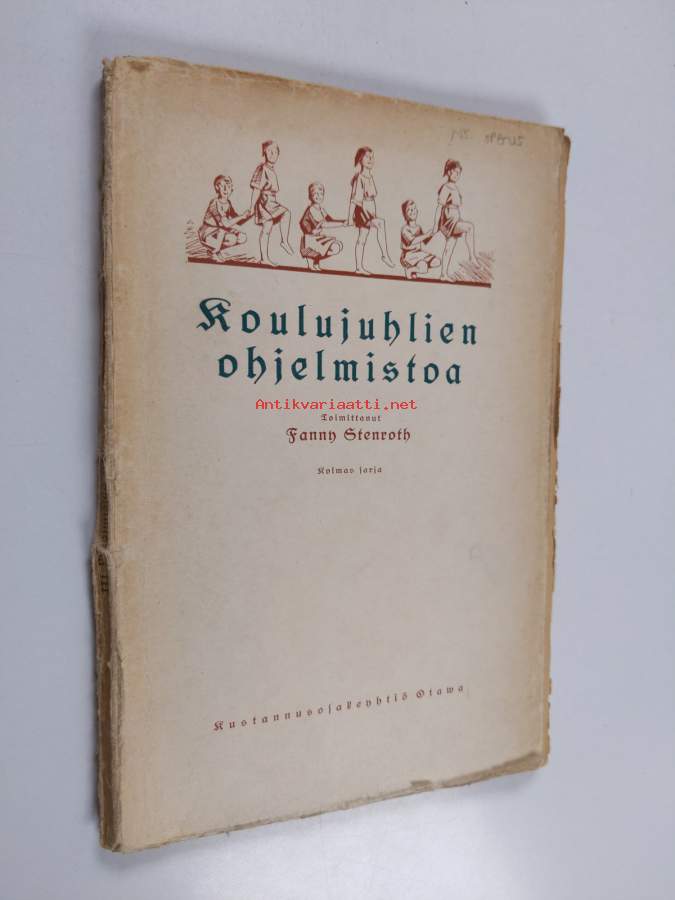 Koulujuhlien
ohjelmistoa
Antikvariaatti.net
Toimittanut
Fanny Stenroth
Kolmas sarja
Kustannusosakeyhtiö Otawa